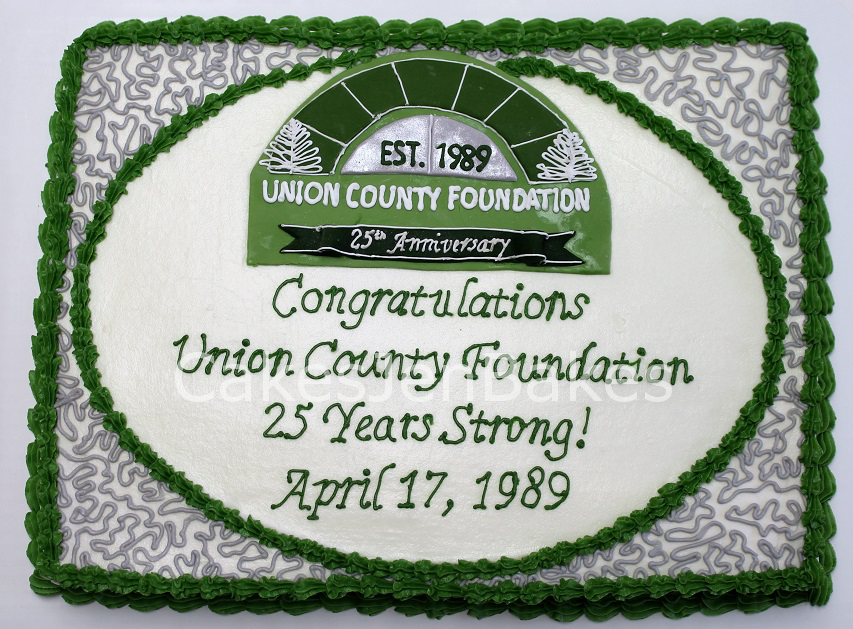 EST. 1989
UNION COUNTY FOUNDATION
25th Anniversary
Congratulations
Union County Foundation
CakesJenBakes
25 Years Strong!
April 17, 1989